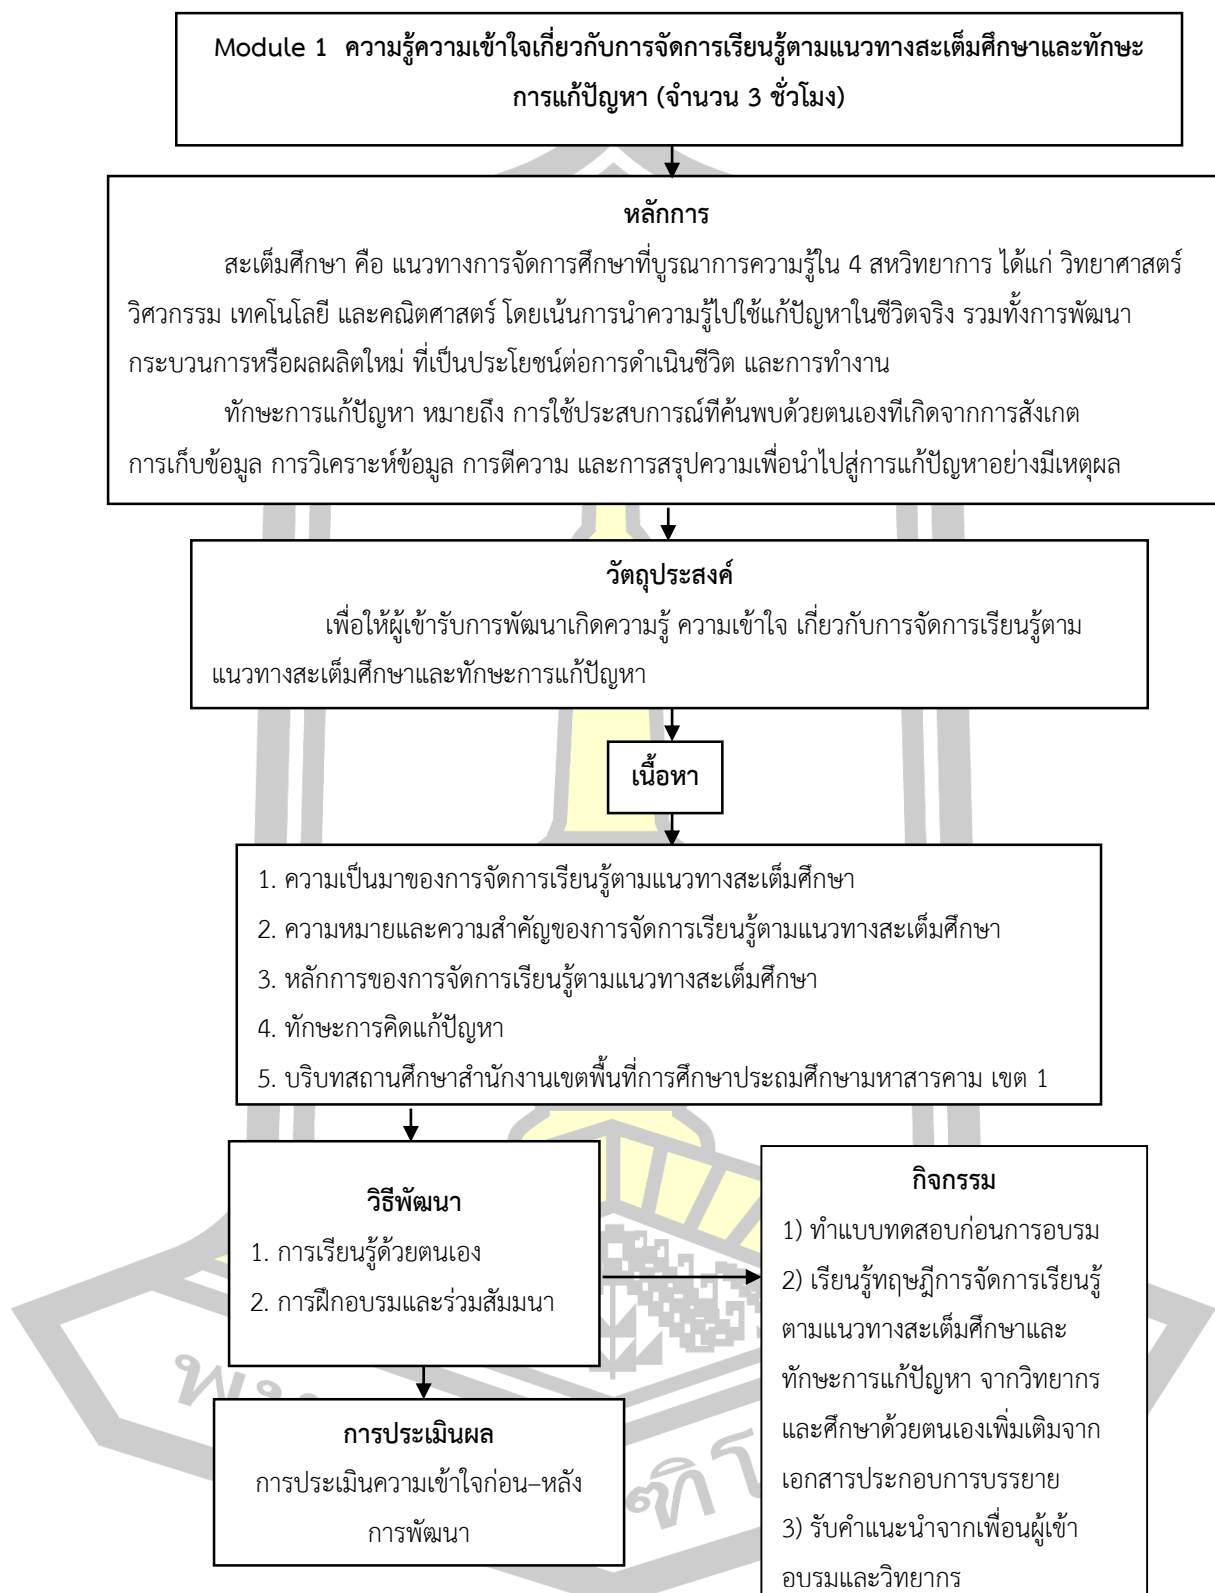 Module 1 ความรู้ความเข้าใจเกี่ยวกับการจัดการเรียนรู้ตามแนวทางสะเต็มศึกษาและทักษะ
การแก้ปัญหา (จำนวน 3 ชั่วโมง)
หลักการ
สะเต็มศึกษา คือ แนวทางการจัดการศึกษาที่บูรณาการความรู้ใน 4 สหวิทยาการ ได้แก่ วิทยาศาสตร์
วิศวกรรม เทคโนโลยี และคณิตศาสตร์ โดยเน้นการนำความรู้ไปใช้แก้ปัญหาในชีวิตจริง รวมทั้งการพัฒนา
กระบวนการหรือผลผลิตใหม่ ที่เป็นประโยชน์ต่อการดำเนินชีวิต และการทำงาน
ทักษะการแก้ปัญหา หมายถึง การใช้ประสบการณ์ที่ค้นพบด้วยตนเองที่เกิดจากการสังเกต
การเก็บข้อมูล การวิเคราะห์ข้อมูล การตีความ และการสรุปความเพื่อนำไปสู่การแก้ปัญหาอย่างมีเหตุผล
วัตถุประสงค์
เพื่อให้ผู้เข้ารับการพัฒนาเกิดความรู้ ความเข้าใจ เกี่ยวกับการจัดการเรียนรู้ตาม
แนวทางสะเต็มศึกษาและทักษะการแก้ปัญหา
เนื้อหา
1. ความเป็นมาของการจัดการเรียนรู้ตามแนวทางสะเต็มศึกษา
2. ความหมายและความสำคัญของการจัดการเรียนรู้ตามแนวทางสะเต็มศึกษา
3. หลักการของการจัดการเรียนรู้ตามแนวทางสะเต็มศึกษา
4. ทักษะการคิดแก้ปัญหา
5. บริบทสถานศึกษาสำนักงานเขตพื้นที่การศึกษาประถมศึกษามหาสารคาม เขต 1
วิธีพัฒนา
1. การเรียนรู้ด้วยตนเอง
2. การฝึกอบรมและร่วมสัมมนา
กิจกรรม
1) ทำแบบทดสอบก่อนการอบรม
2) เรียนรู้ทฤษฎีการจัดการเรียนรู้
ตามแนวทางสะเต็มศึกษาและ
ทักษะการแก้ปัญหา จากวิทยากร
และศึกษาด้วยตนเองเพิ่มเติมจาก
เอกสารประกอบการบรรยาย
3) รับคำแนะนำจากเพื่อนผู้เข้า
อบรมและวิทยากร
การประเมินผล
การประเมินความเข้าใจก่อน–หลัง
การพัฒนา